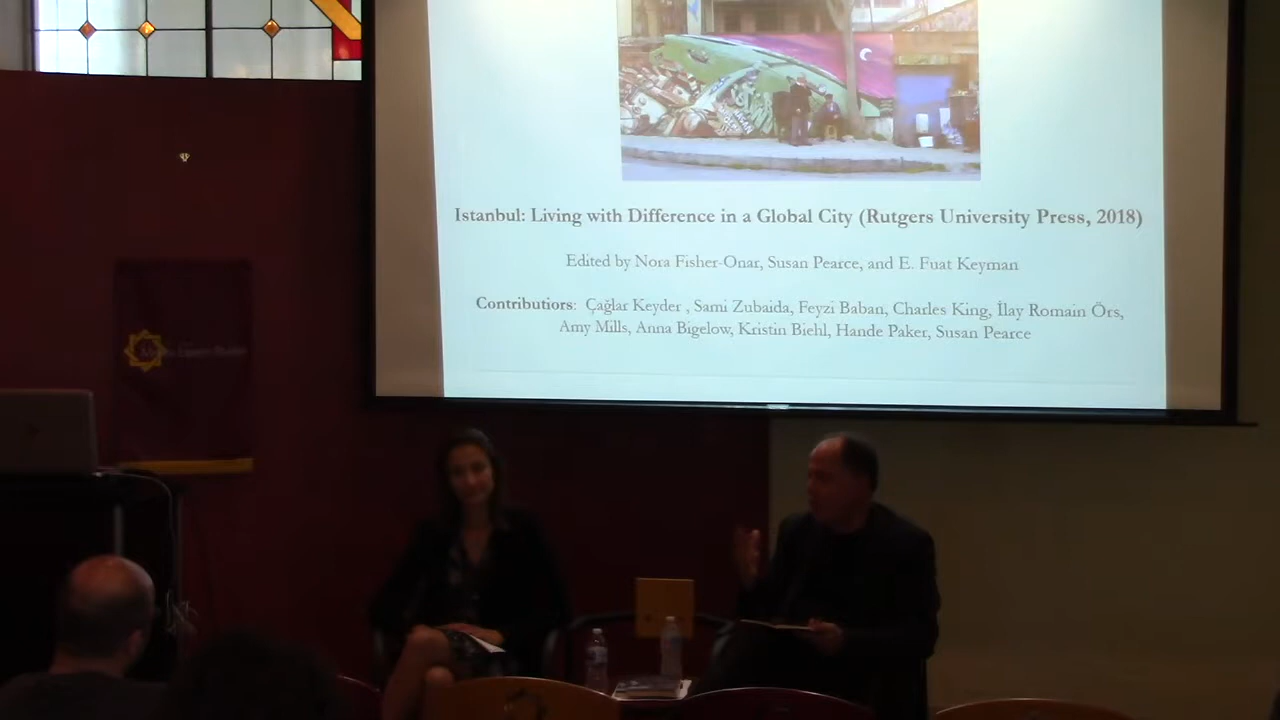 Istanbul: Living with Difference in a Global City (Rutgers University Press, 2018)
Edited by Nora Fisher-Onar, Susan Pearce, and E. Fuat Keyman
Contributiors: Çağlar Keyder , Sami Zubaida, Feyzi Baban, Charles King, İlay Romain Örs,
Amy Mills, Anna Bigelow, Kristin Biehl, Hande Paker, Susan Pearce